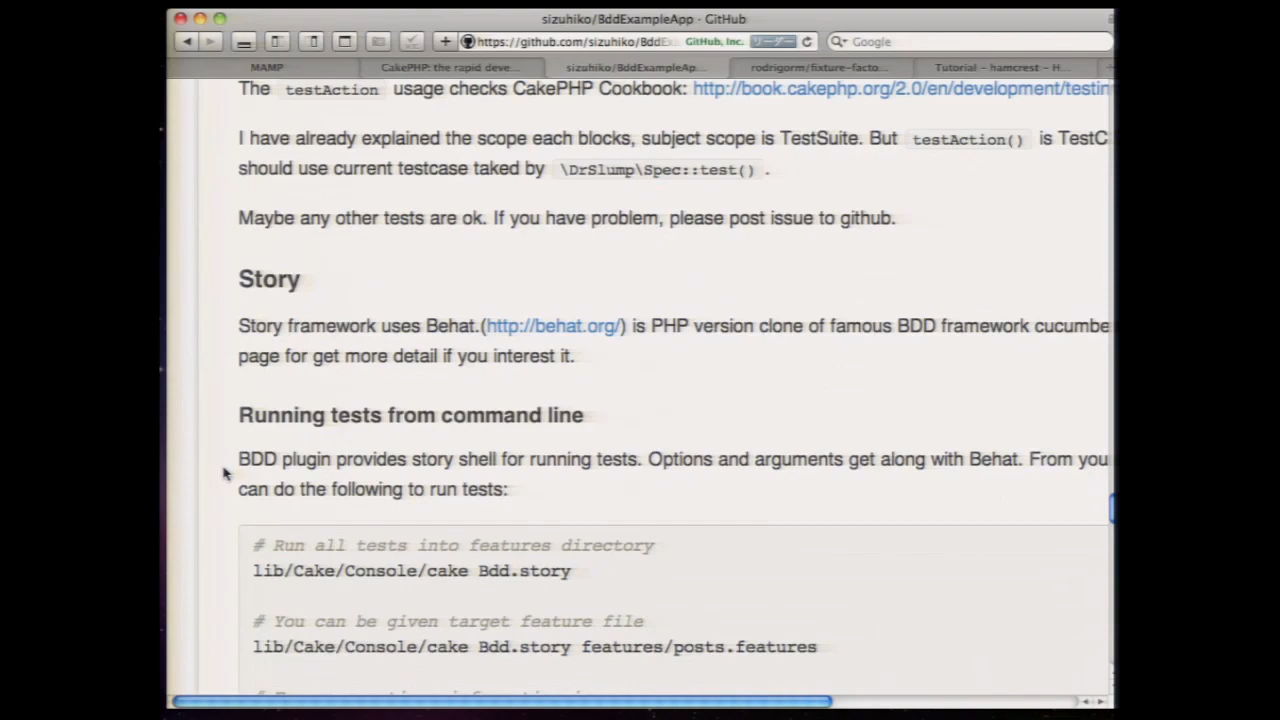 sizuhiko/BddExampleApp - GitHub
https://github.com/sizuhiko/BddExa GitHub, Inc. リーダー Google
MAMP CakePHP: the rapid deve... sizuhiko/BddExampleAp... rodrigorm/fixture-facto... Tutorial - hamcrest - H...
The testAction usage checks CakePHP Cookbook: http://book.cakephp.org/2.0/en/development/testin
I have already explained the scope each blocks, subject scope is TestSuite. But testAction() is TestC
should use current testcase taked by \DrSlump\Spec::test() .
Maybe any other tests are ok. If you have problem, please post issue to github.
Story
Story framework uses Behat.(http://behat.org/) is PHP version clone of famous BDD framework cucumbe
page for get more detail if you interest it.
Running tests from command line
BDD plugin provides story shell for running tests. Options and arguments get along with Behat. From you
can do the following to run tests:
# Run all tests into features directory
lib/Cake/Console/cake Bdd.story
# You can be given target feature file
lib/Cake/Console/cake Bdd.story features/posts.features